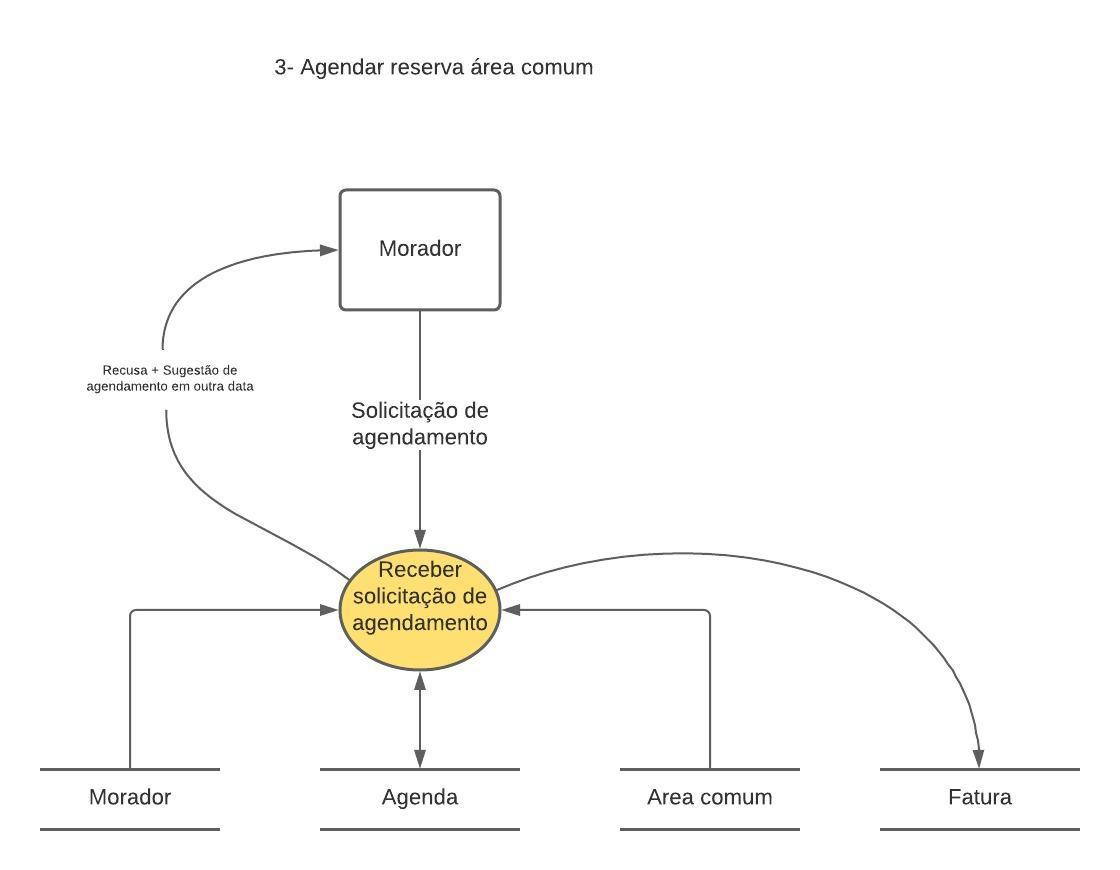 3- Agendar reserva área comum
Morador
Recusa + Sugestão de
agendamento em outra data
Solicitação de
agendamento
Receber
solicitação de
agendamento
Morador
Agenda
Area comum
Fatura